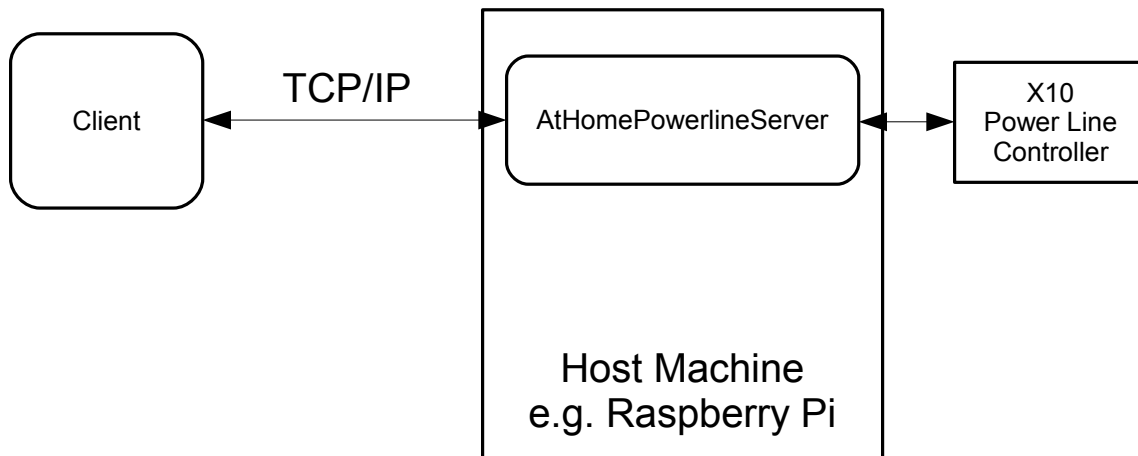 Client
TCP/IP
AtHomePowerlineServer
X10
Power Line
Controller
Host Machine
e.g. Raspberry Pi